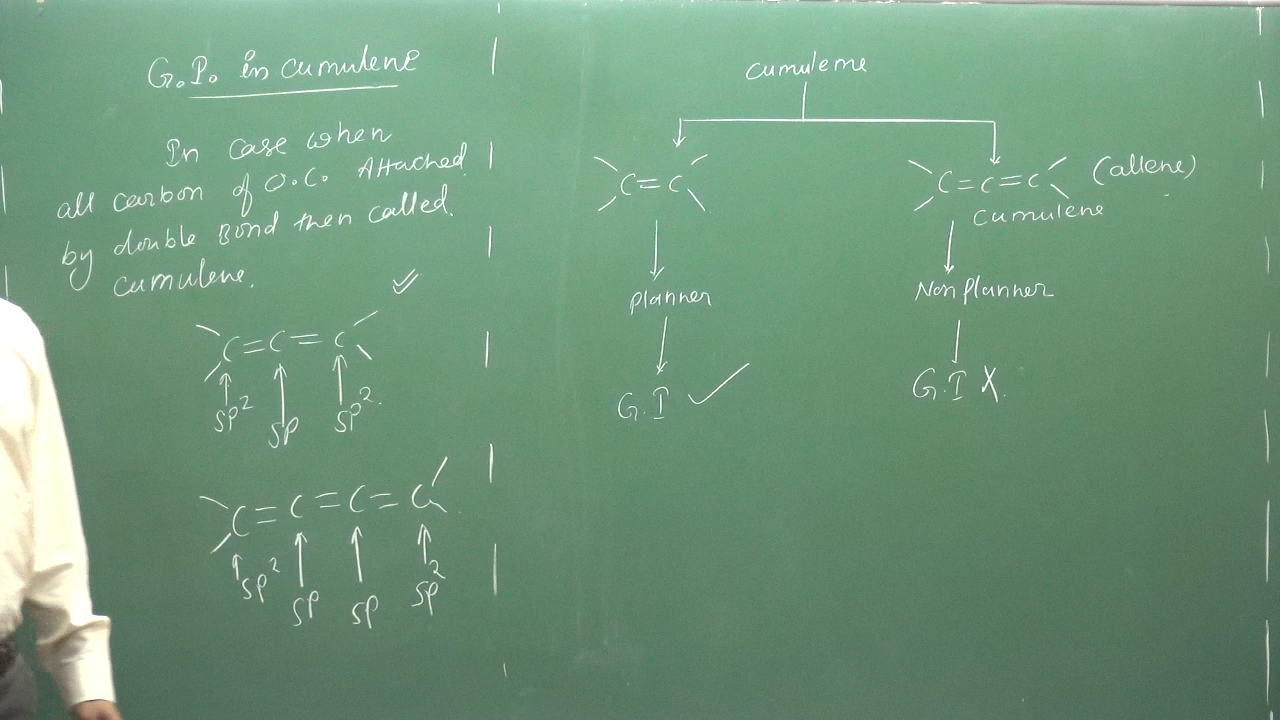 G.I. in cumulene
In case when
all carbon of O.C. Attached
by double Bond then called
cumulene.
C=C=C
SP² SP SP²
C=C=C=C
SP² SP SP SP²
cumulene
C=C
Planner
G.I ✓
C=C=C (allene)
cumulene
Non planner
G.I X